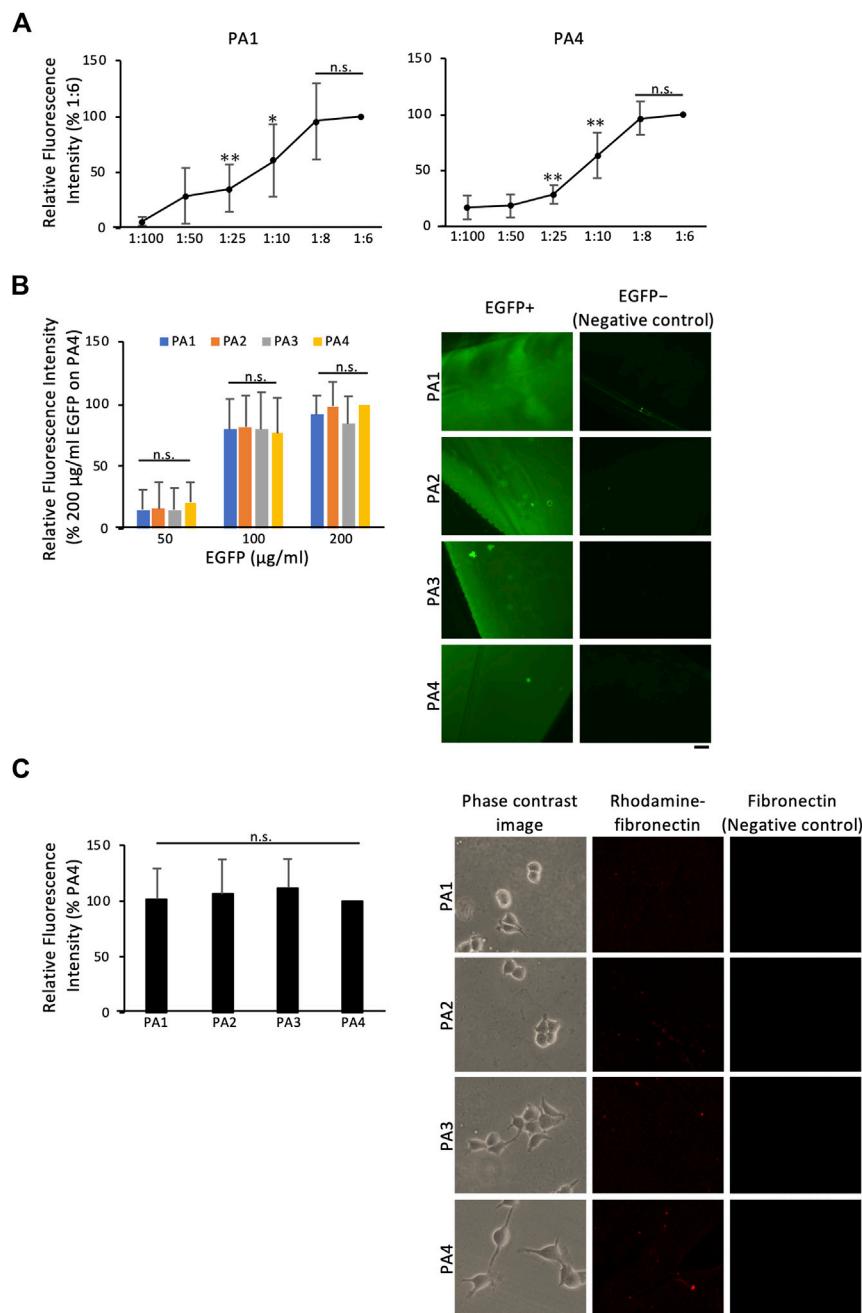 A
PA1
PA4
Relative Fluorescence
Intensity (% 1:6)
150
100
50
0
n.s.
*
**
1:100
1:50
1:25
1:10
1:8
1:6
150
100
50
0
n.s.
**
**
1:100
1:50
1:25
1:10
1:8
1:6
B
Relative Fluorescence Intensity
(% 200 µg/ml EGFP on PA4)
150
100
50
0
PA1 PA2 PA3 PA4
n.s.
n.s.
n.s.
50
100
200
EGFP (µg/ml)
EGFP+
EGFP−
(Negative control)
PA1
PA2
PA3
PA4
C
Relative Fluorescence
Intensity (% PA4)
150
100
50
0
n.s.
PA1
PA2
PA3
PA4
Phase contrast
image
Rhodamine-
fibronectin
Fibronectin
(Negative control)
PA1
PA2
PA3
PA4